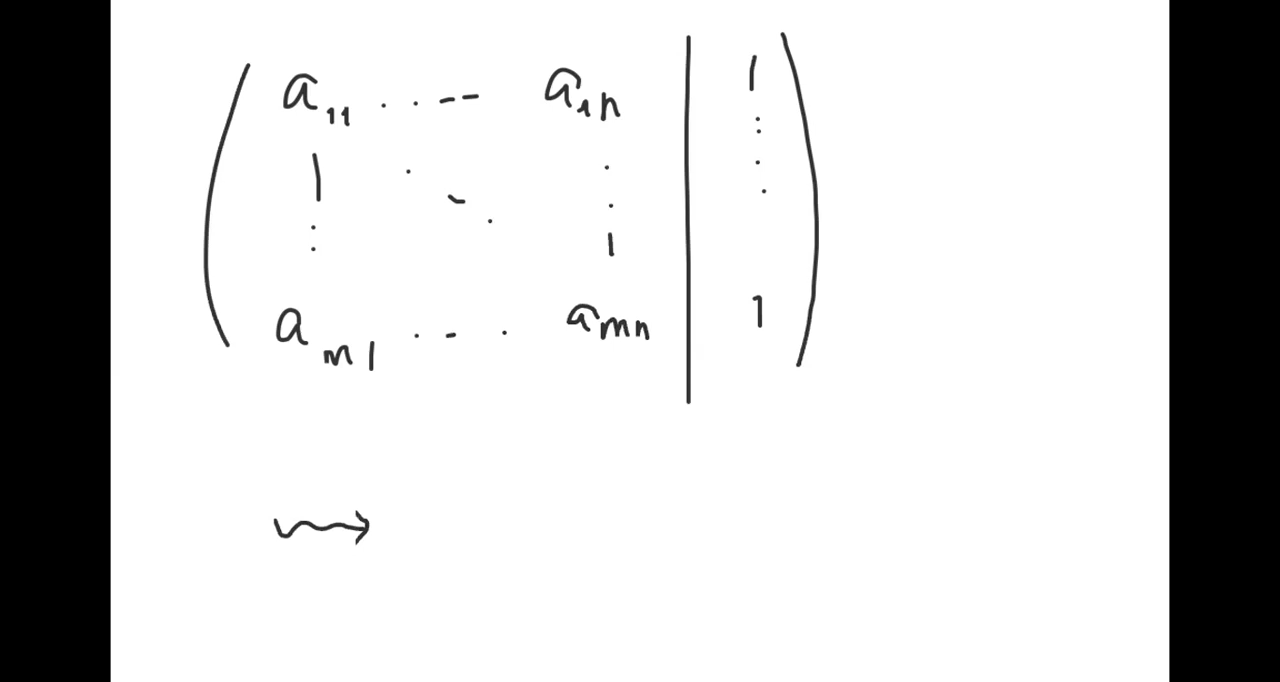 ( a₁₁ . . -- a₁ₙ | 1 )
| . ~ . . . | : . .
: 
aₘ₁ . - . aₘₙ | 1
⇝